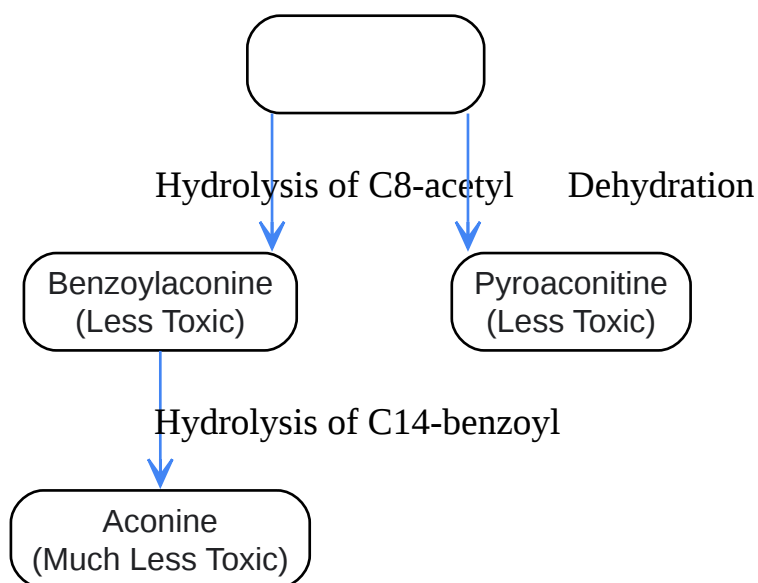 Hydrolysis of C8-acetyl
Dehydration
Benzoylaconine
(Less Toxic)
Pyroaconitine
(Less Toxic)
Hydrolysis of C14-benzoyl
Aconine
(Much Less Toxic)